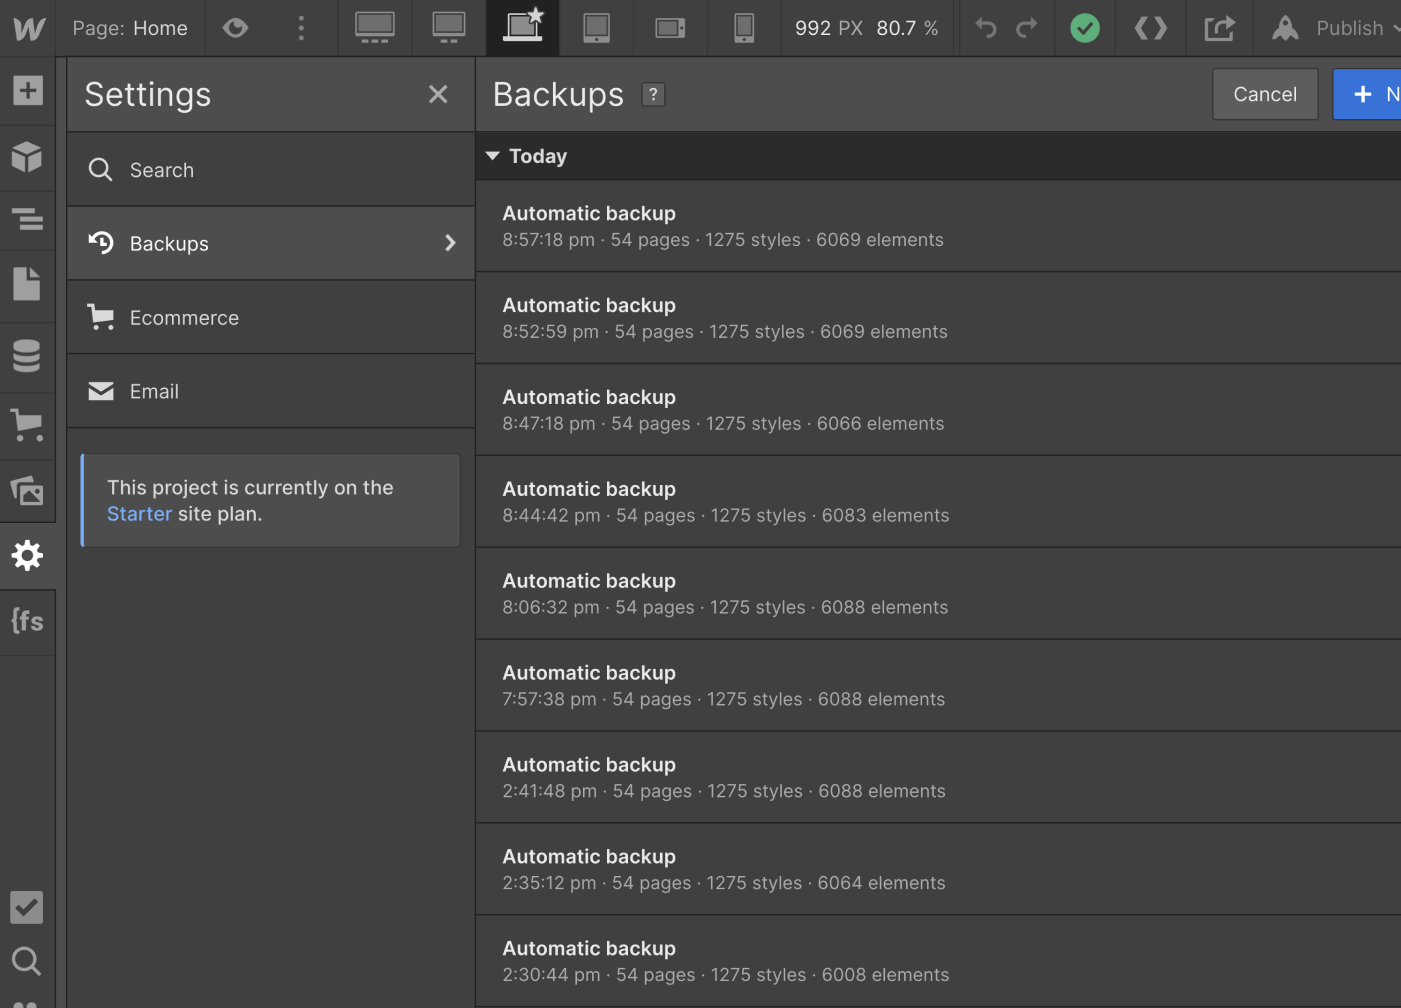 Page: Home
992 PX 80.7 %
Publish
Settings
Backups ?
Cancel
+ N
Search
Backups
Ecommerce
Email
This project is currently on the
Starter site plan.
{fs
Today
Automatic backup
8:57:18 pm · 54 pages · 1275 styles · 6069 elements
Automatic backup
8:52:59 pm · 54 pages · 1275 styles · 6069 elements
Automatic backup
8:47:18 pm · 54 pages · 1275 styles · 6066 elements
Automatic backup
8:44:42 pm · 54 pages · 1275 styles · 6083 elements
Automatic backup
8:06:32 pm · 54 pages · 1275 styles · 6088 elements
Automatic backup
7:57:38 pm · 54 pages · 1275 styles · 6088 elements
Automatic backup
2:41:48 pm · 54 pages · 1275 styles · 6088 elements
Automatic backup
2:35:12 pm · 54 pages · 1275 styles · 6064 elements
Automatic backup
2:30:44 pm · 54 pages · 1275 styles · 6008 elements